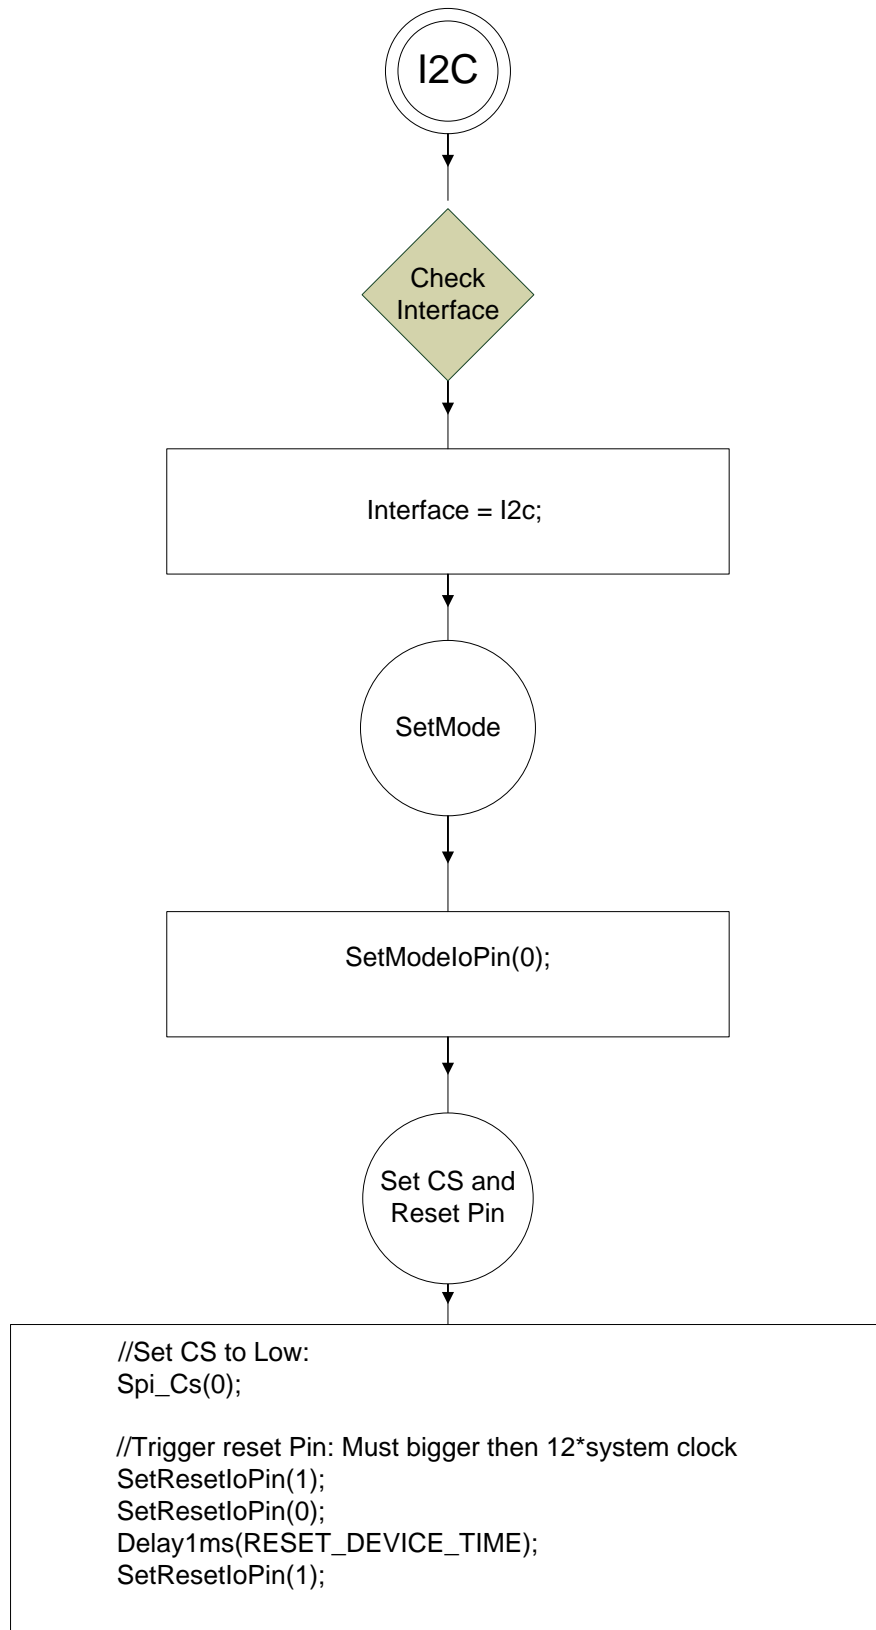 I2C
Check
Interface
Interface = I2c;
SetMode
SetModeIoPin(0);
Set CS and
Reset Pin
//Set CS to Low:
Spi_Cs(0);
//Trigger reset Pin: Must bigger then 12*system clock
SetResetIoPin(1);
SetResetIoPin(0);
Delay1ms(RESET_DEVICE_TIME);
SetResetIoPin(1);